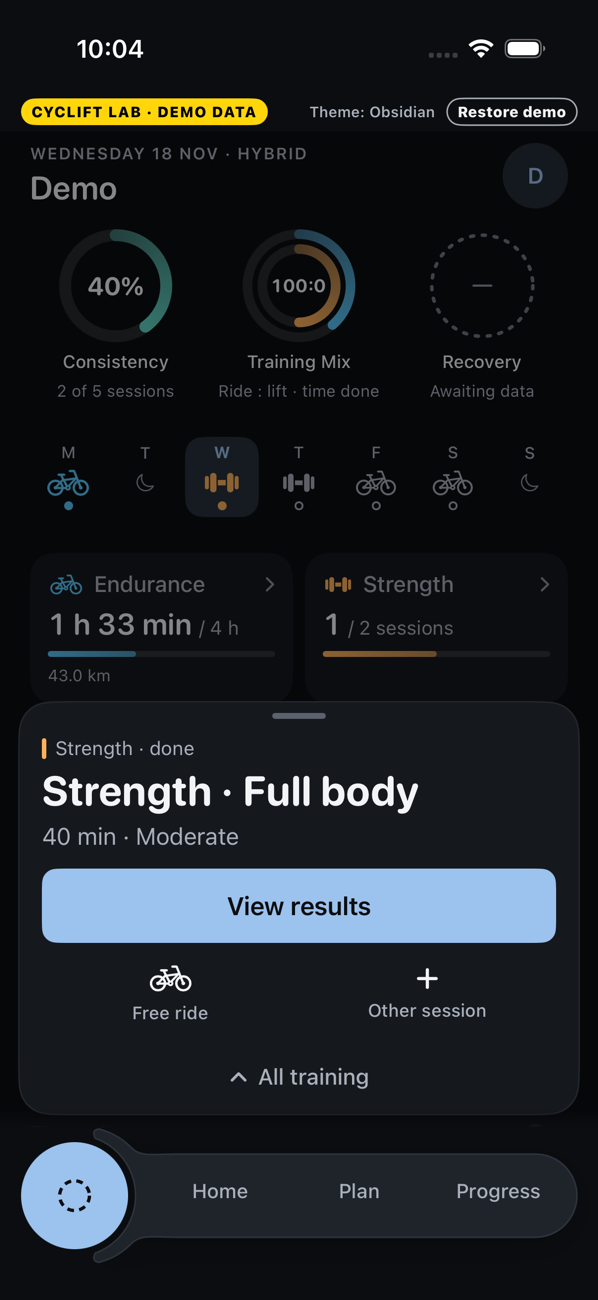 10:04
CYCLIFT LAB · DEMO DATA
Theme: Obsidian
Restore demo
WEDNESDAY 18 NOV · HYBRID
Demo
D
40%
100:0
—
Consistency
Training Mix
Recovery
2 of 5 sessions
Ride : lift · time done
Awaiting data
M T W T F S S
Endurance
1 h 33 min / 4 h
43.0 km
Strength
1 / 2 sessions
Strength · done
Strength · Full body
40 min · Moderate
View results
Free ride
Other session
All training
Home
Plan
Progress